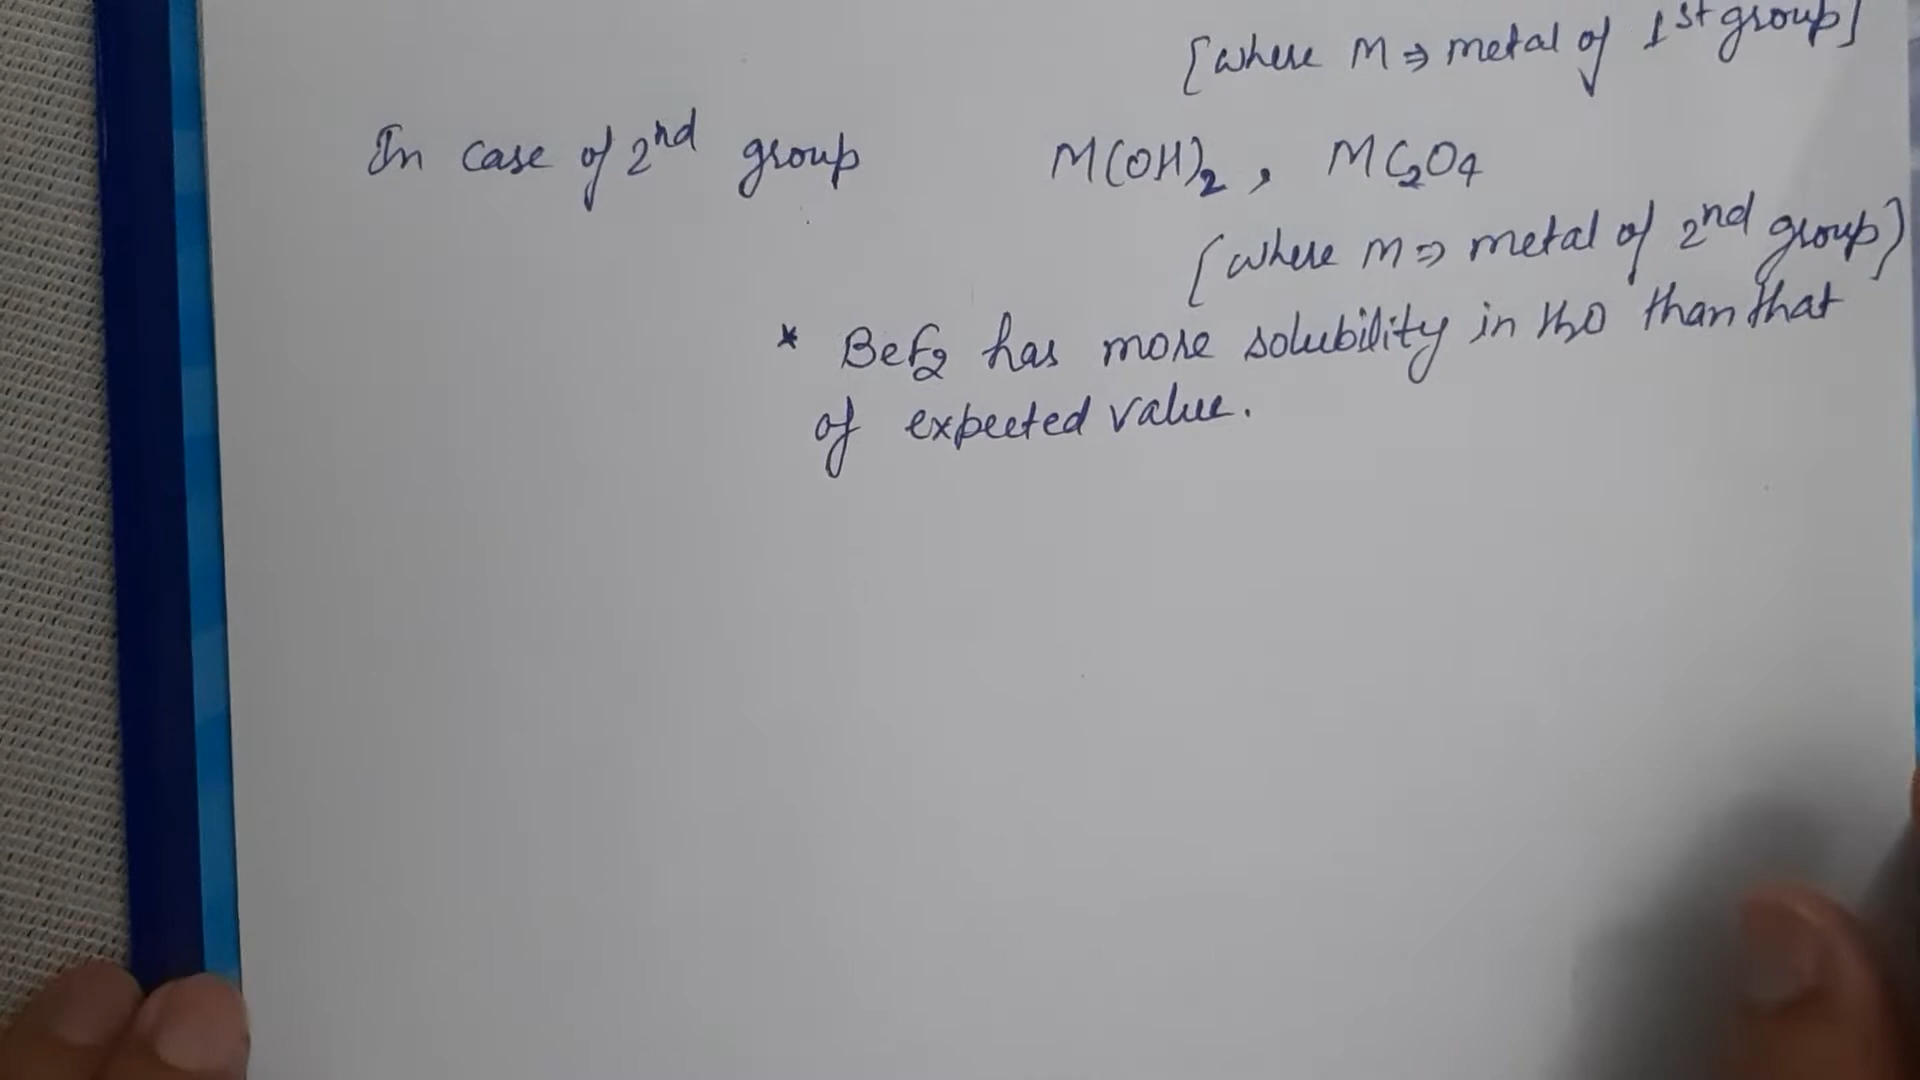 [where M ⇒ metal of 1st group]
In case of 2nd group M(OH)2, MC2O4
[where M ⇒ metal of 2nd group]
* BeF2 has more solubility in H2O than that
of expected value.